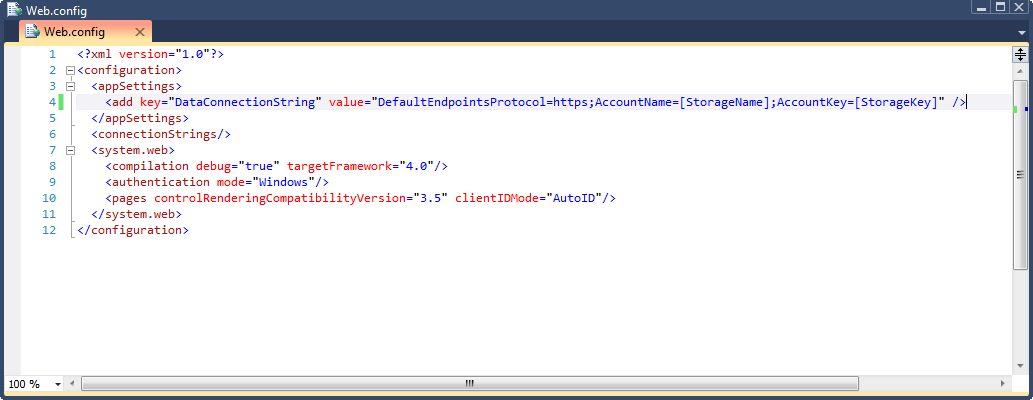 Web.config
Web.config
1 <?xml version="1.0"?>
2 <configuration>
3 <appSettings>
4 <add key="DataConnectionString" value="DefaultEndpointsProtocol=https;AccountName=[StorageName];AccountKey=[StorageKey]" />
5 </appSettings>
6 <connectionStrings/>
7 <system.web>
8 <compilation debug="true" targetFramework="4.0"/>
9 <authentication mode="Windows"/>
10 <pages controlRenderingCompatibilityVersion="3.5" clientIDMode="AutoID"/>
11 </system.web>
12 </configuration>
100 %